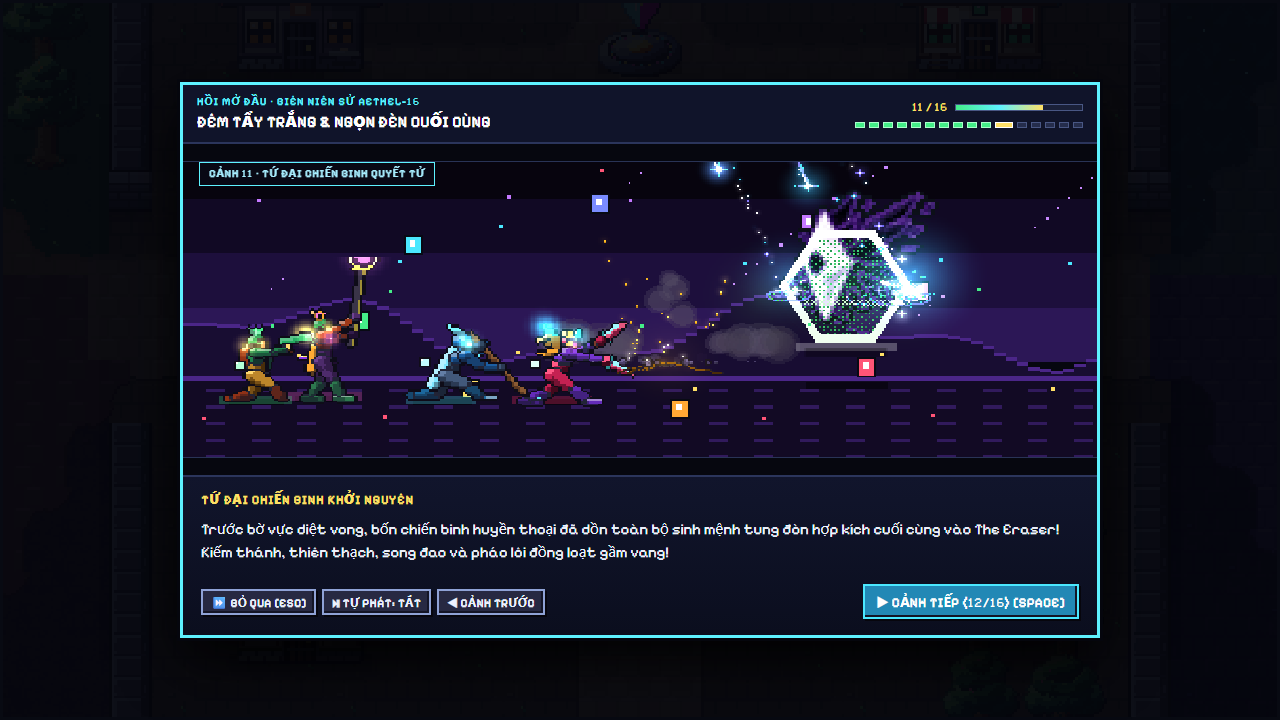 HỒI MỞ ĐẦU · BIÊN NIÊN SỬ AETHEL-16
ĐÊM TẨY TRẮNG & NGỌN ĐÈN CUỐI CÙNG
11 / 16
CẢNH 11 · TỨ ĐẠI CHIẾN BINH QUYẾT TỬ
TỨ ĐẠI CHIẾN BINH KHỞI NGUYÊN
Trước bờ vực diệt vong, bốn chiến binh huyền thoại đã dồn toàn bộ sinh mệnh tung đòn hợp kích cuối cùng vào The Eraser!
Kiếm thánh, thiên thạch, song đao và pháo lôi đồng loạt gầm vang!
⏩ BỎ QUA (ESC)
⏯ TỰ PHÁT: TẮT
◀ CẢNH TRƯỚC
▶ CẢNH TIẾP (12/16) (SPACE)